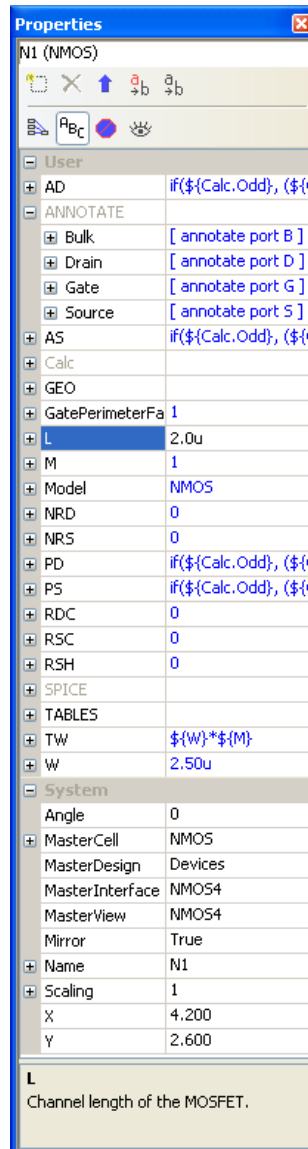 Properties
N1 (NMOS)
User
AD if(${Calc.Odd}, (${
ANNOTATE
Bulk [ annotate port B ]
Drain [ annotate port D ]
Gate [ annotate port G ]
Source [ annotate port S ]
AS if(${Calc.Odd}, (${
Calc
GEO
GatePerimeterFa 1
L 2.0u
M 1
Model NMOS
NRD 0
NRS 0
PD if(${Calc.Odd}, (${
PS if(${Calc.Odd}, (${
RDC 0
RSC 0
RSH 0
SPICE
TABLES
TW ${W}*${M}
W 2.50u
System
Angle 0
MasterCell NMOS
MasterDesign Devices
MasterInterface NMOS4
MasterView NMOS4
Mirror True
Name N1
Scaling 1
X 4.200
Y 2.600
L
Channel length of the MOSFET.